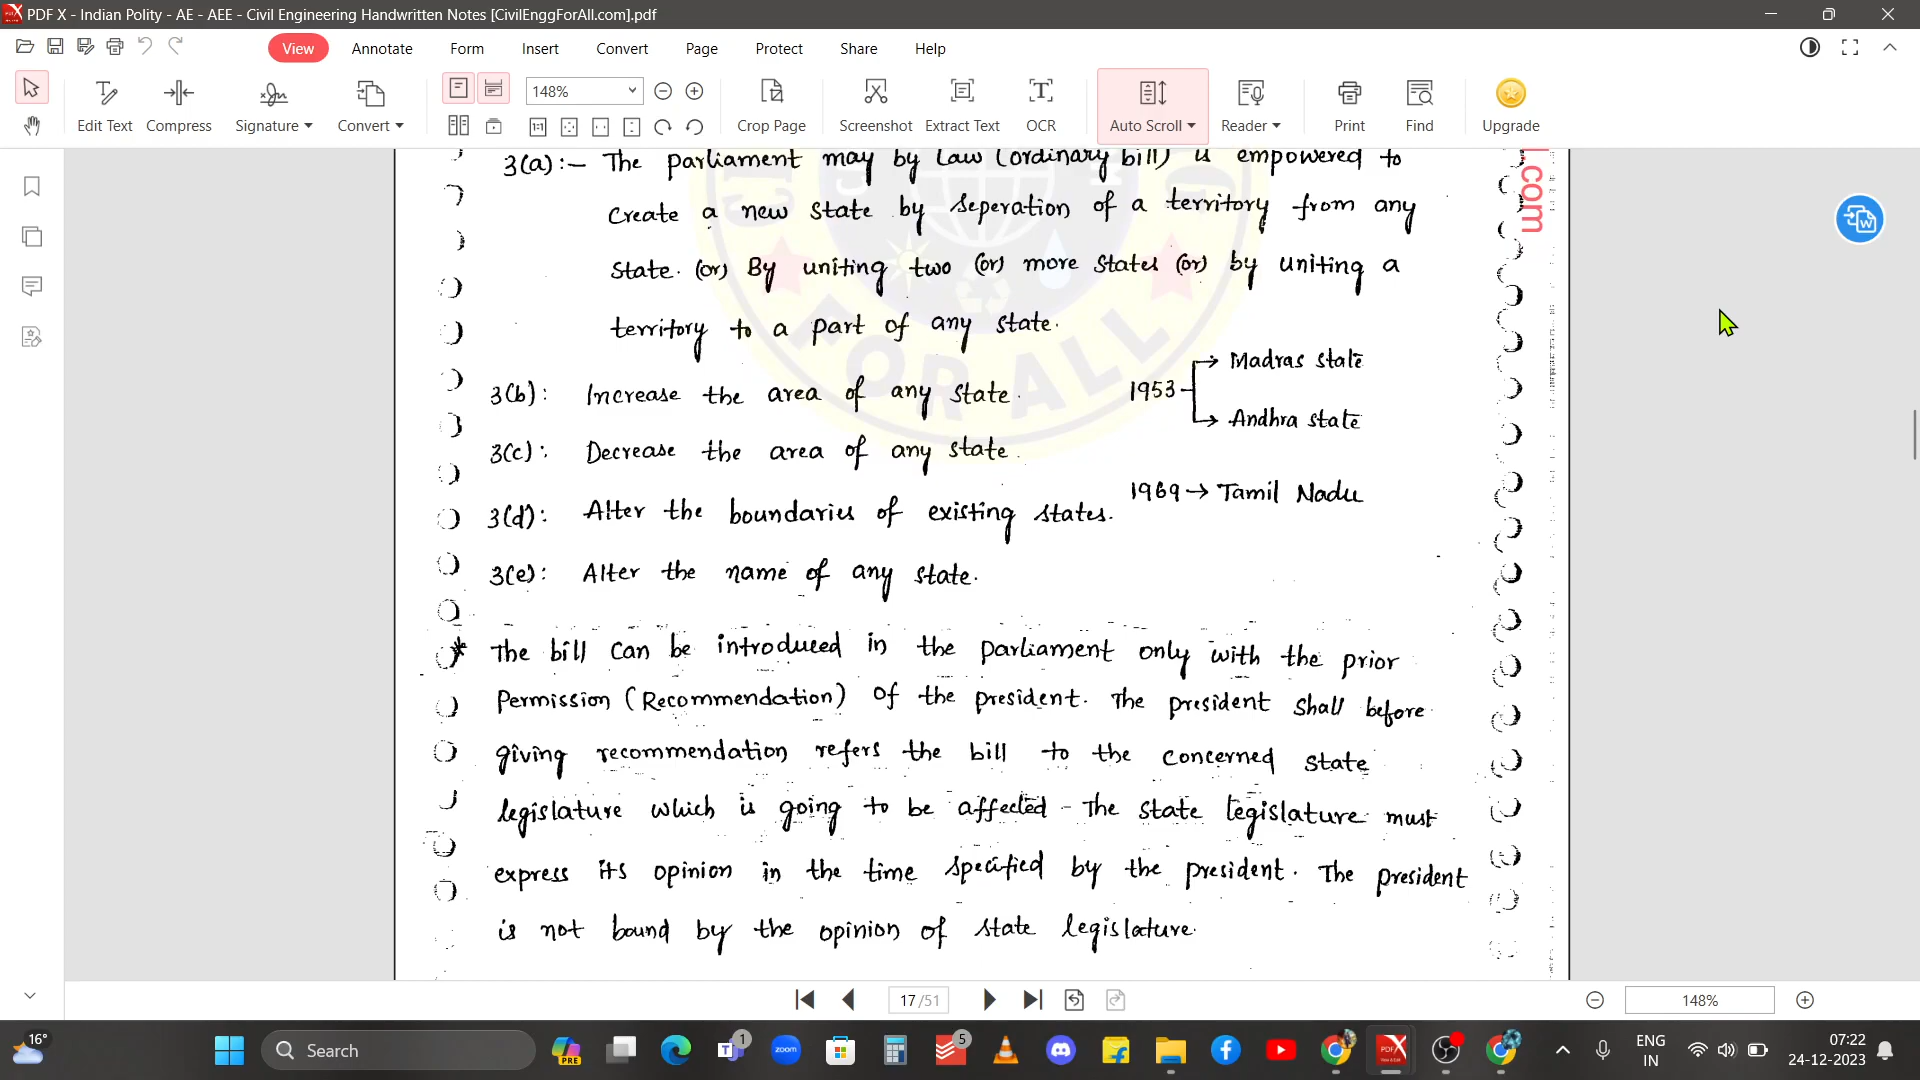 PDF X - Indian Polity - AE - AEE - Civil Engineering Handwritten Notes [CivilEnggForAll.com].pdf
View Annotate Form Insert Convert Page Protect Share Help
148%
Edit Text Compress Signature Convert Crop Page Screenshot Extract Text OCR Auto Scroll Reader Print Find Upgrade
3(a):- The parliament may by Law (ordinary bill) is empowered to
Create a new state by seperation of a territory from any
state. (or) By uniting two (or) more states (or) by uniting a
territory to a part of any state.
3(b): Increase the area of any state.
1953 → Madras state
→ Andhra state
3(c): Decrease the area of any state.
1969 → Tamil Nadu
3(d): Alter the boundaries of existing states.
3(e): Alter the name of any state.
* The bill can be introduced in the parliament only with the prior
Permission (Recommendation) of the president. The president shall before
giving recommendation refers the bill to the concerned state
legislature which is going to be affected - The state legislature must
express its opinion in the time specified by the president. The president
is not bound by the opinion of state legislature.
FOR ALL
l.com
17 /51
148%
16°
Search
PRE
1
zoom
5
PDF X
ENG
IN
07:22
24-12-2023